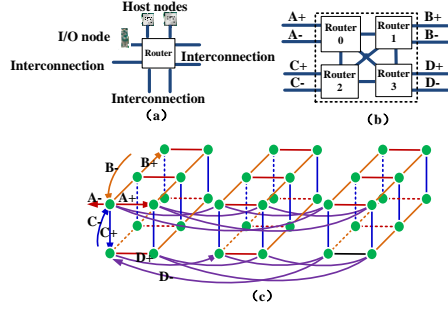 Host nodes
I/O node
Router
Interconnection
Interconnection
Interconnection
(a)
A+
A-
C+
C-
Router
0
Router
1
Router
2
Router
3
B+
B-
D+
D-
(b)
B-
B+
A-
A+
C-
C+
D+
D-
(c)